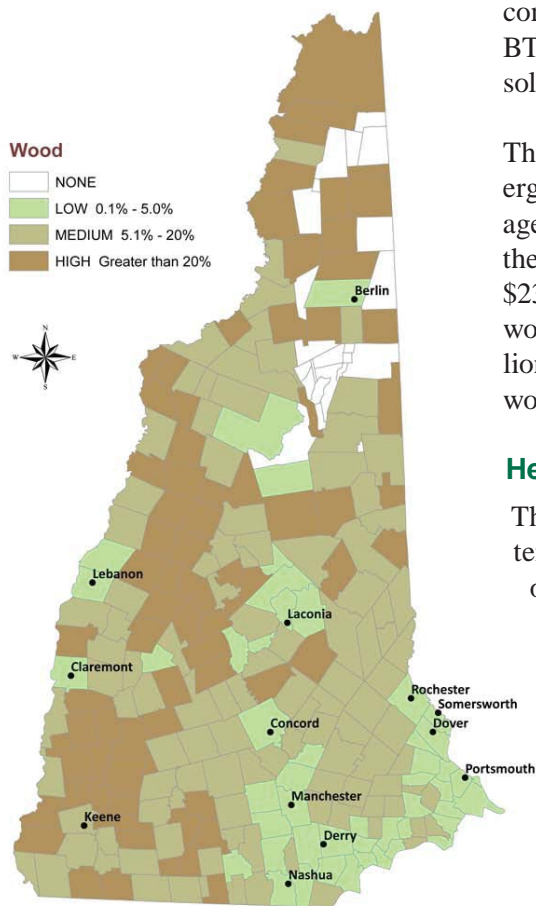 con
BT
sol
Th
erg
age
the
$23
wo
lion
wo
He
Th
ter
o
Wood
NONE
LOW 0.1% - 5.0%
MEDIUM 5.1% - 20%
HIGH Greater than 20%
N
W E
S
Berlin
Lebanon
Laconia
Claremont
Rochester
Somersworth
Dover
Concord
Portsmouth
Manchester
Keene
Derry
Nashua